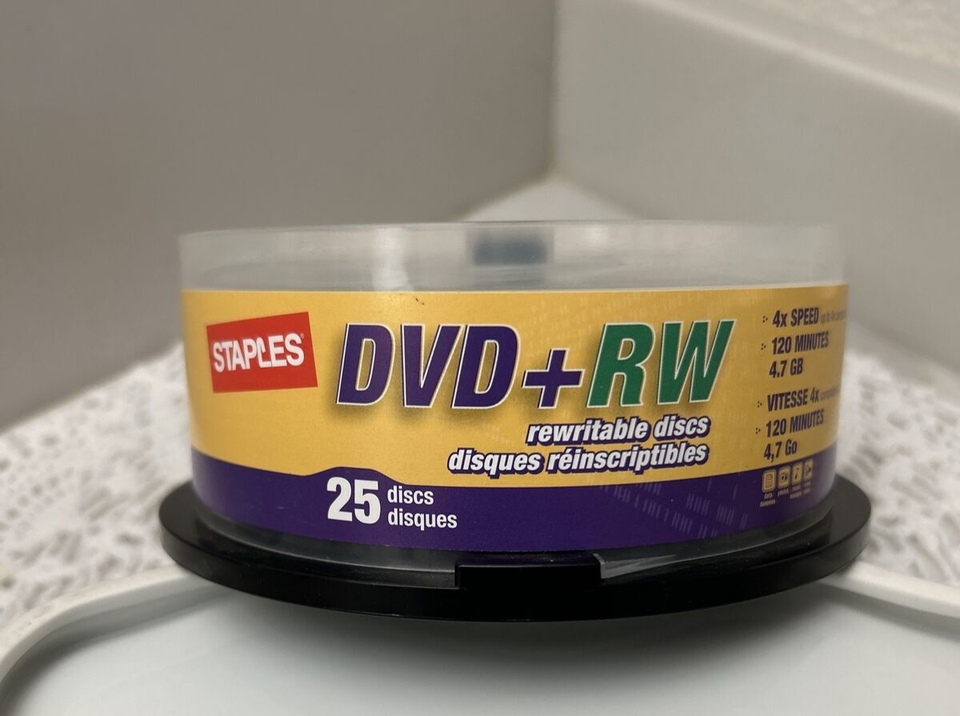 STAPLES
DVD+RW
rewritable discs
disques réinscriptibles
25 discs
disques
4x SPEED
120 MINUTES
4.7 GB
VITESSE 4x
120 MINUTES
4,7 Go